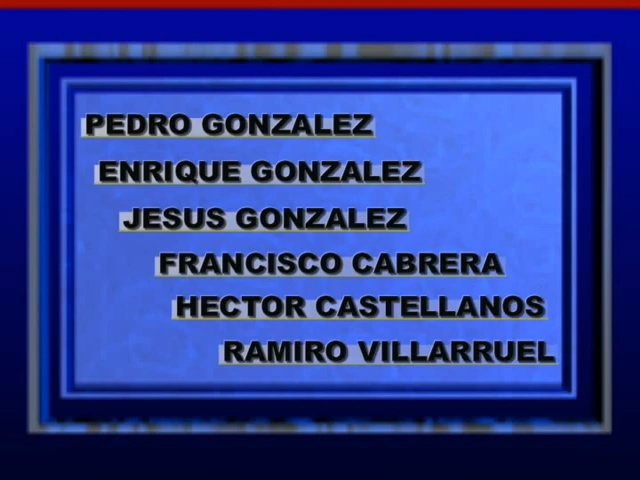 PEDRO GONZALEZ
ENRIQUE GONZALEZ
JESUS GONZALEZ
FRANCISCO CABRERA
HECTOR CASTELLANOS
RAMIRO VILLARRUEL